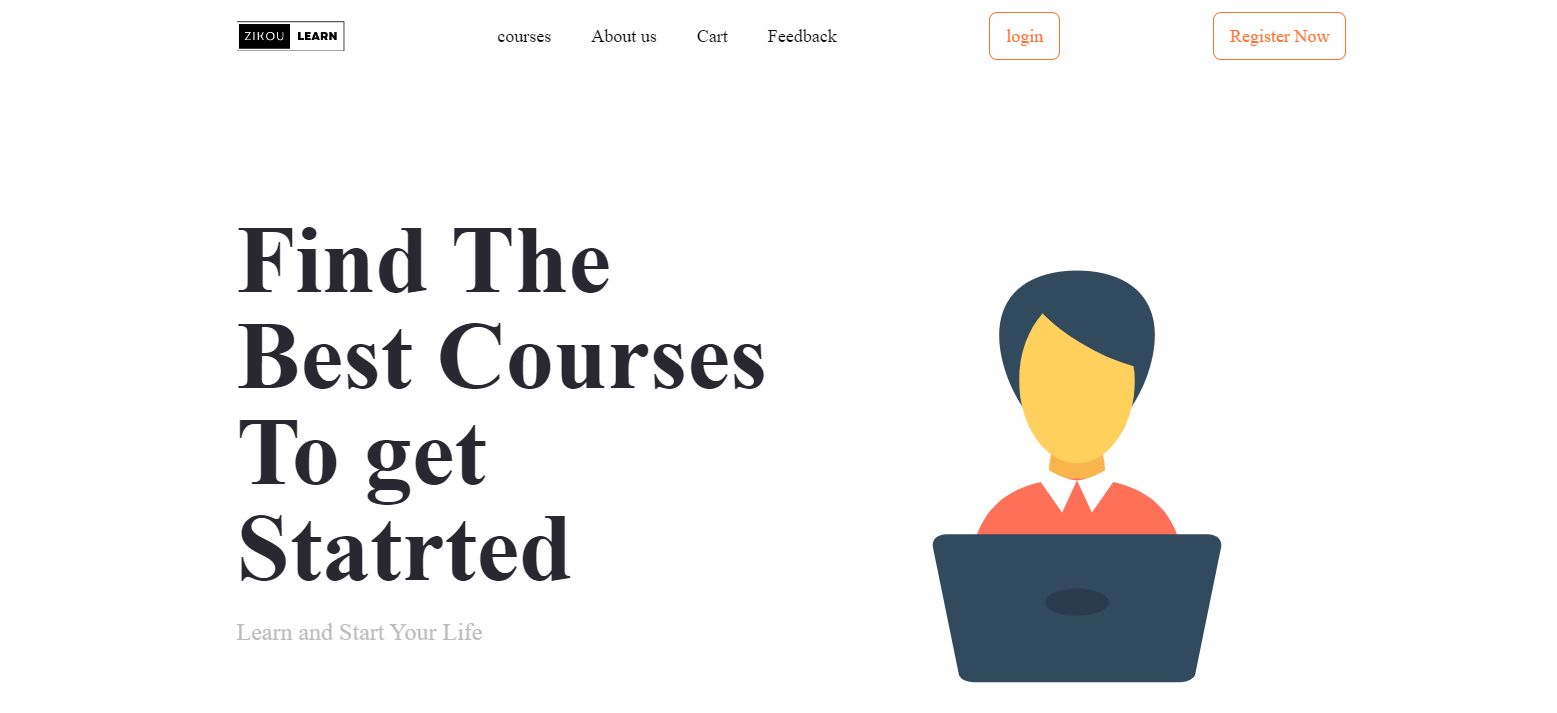 ZIKOU LEARN
courses About us Cart Feedback login Register Now
Find The
Best Courses
To get
Statrted
Learn and Start Your Life